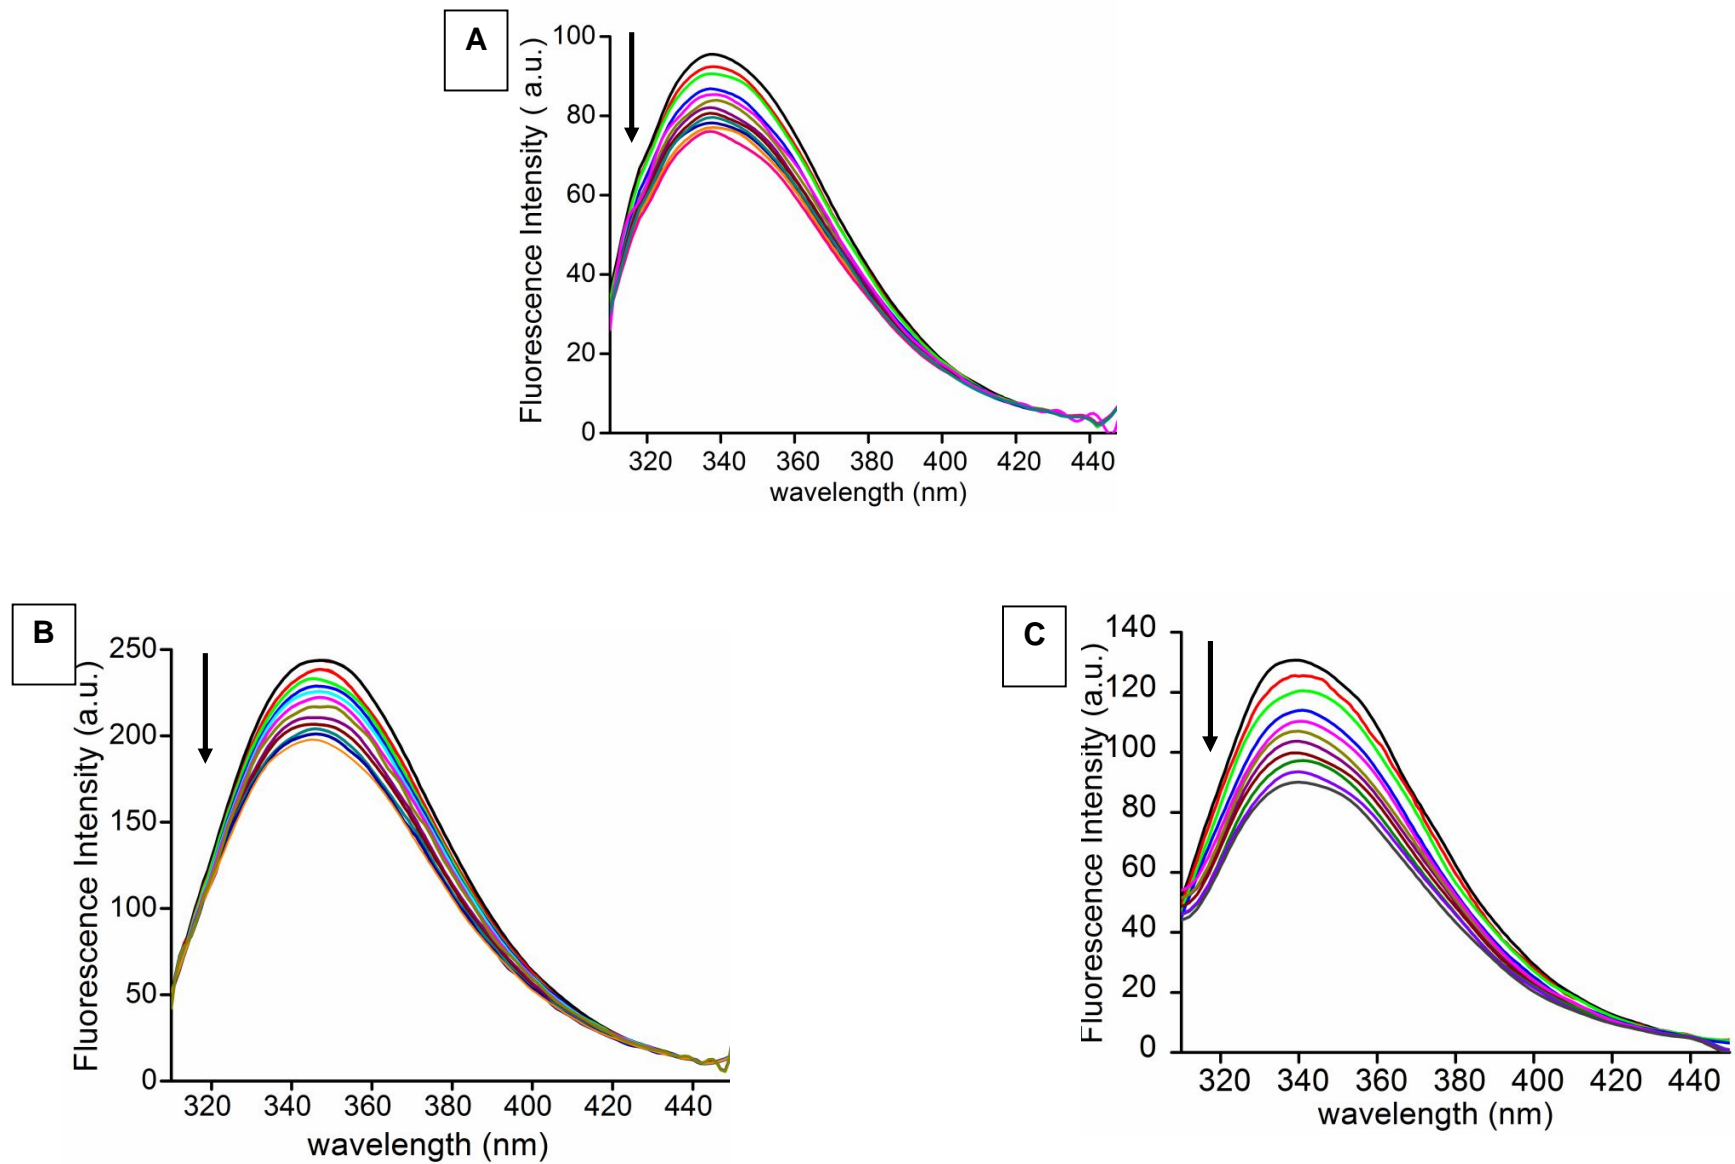 A
Fluorescence Intensity ( a.u.)
100
80
60
40
20
0
320 340 360 380 400 420 440
wavelength (nm)
B
Fluorescence Intensity (a.u.)
250
200
150
100
50
0
320 340 360 380 400 420 440
wavelength (nm)
C
Fluorescence Intensity (a.u.)
140
120
100
80
60
40
20
0
320 340 360 380 400 420 440
wavelength (nm)